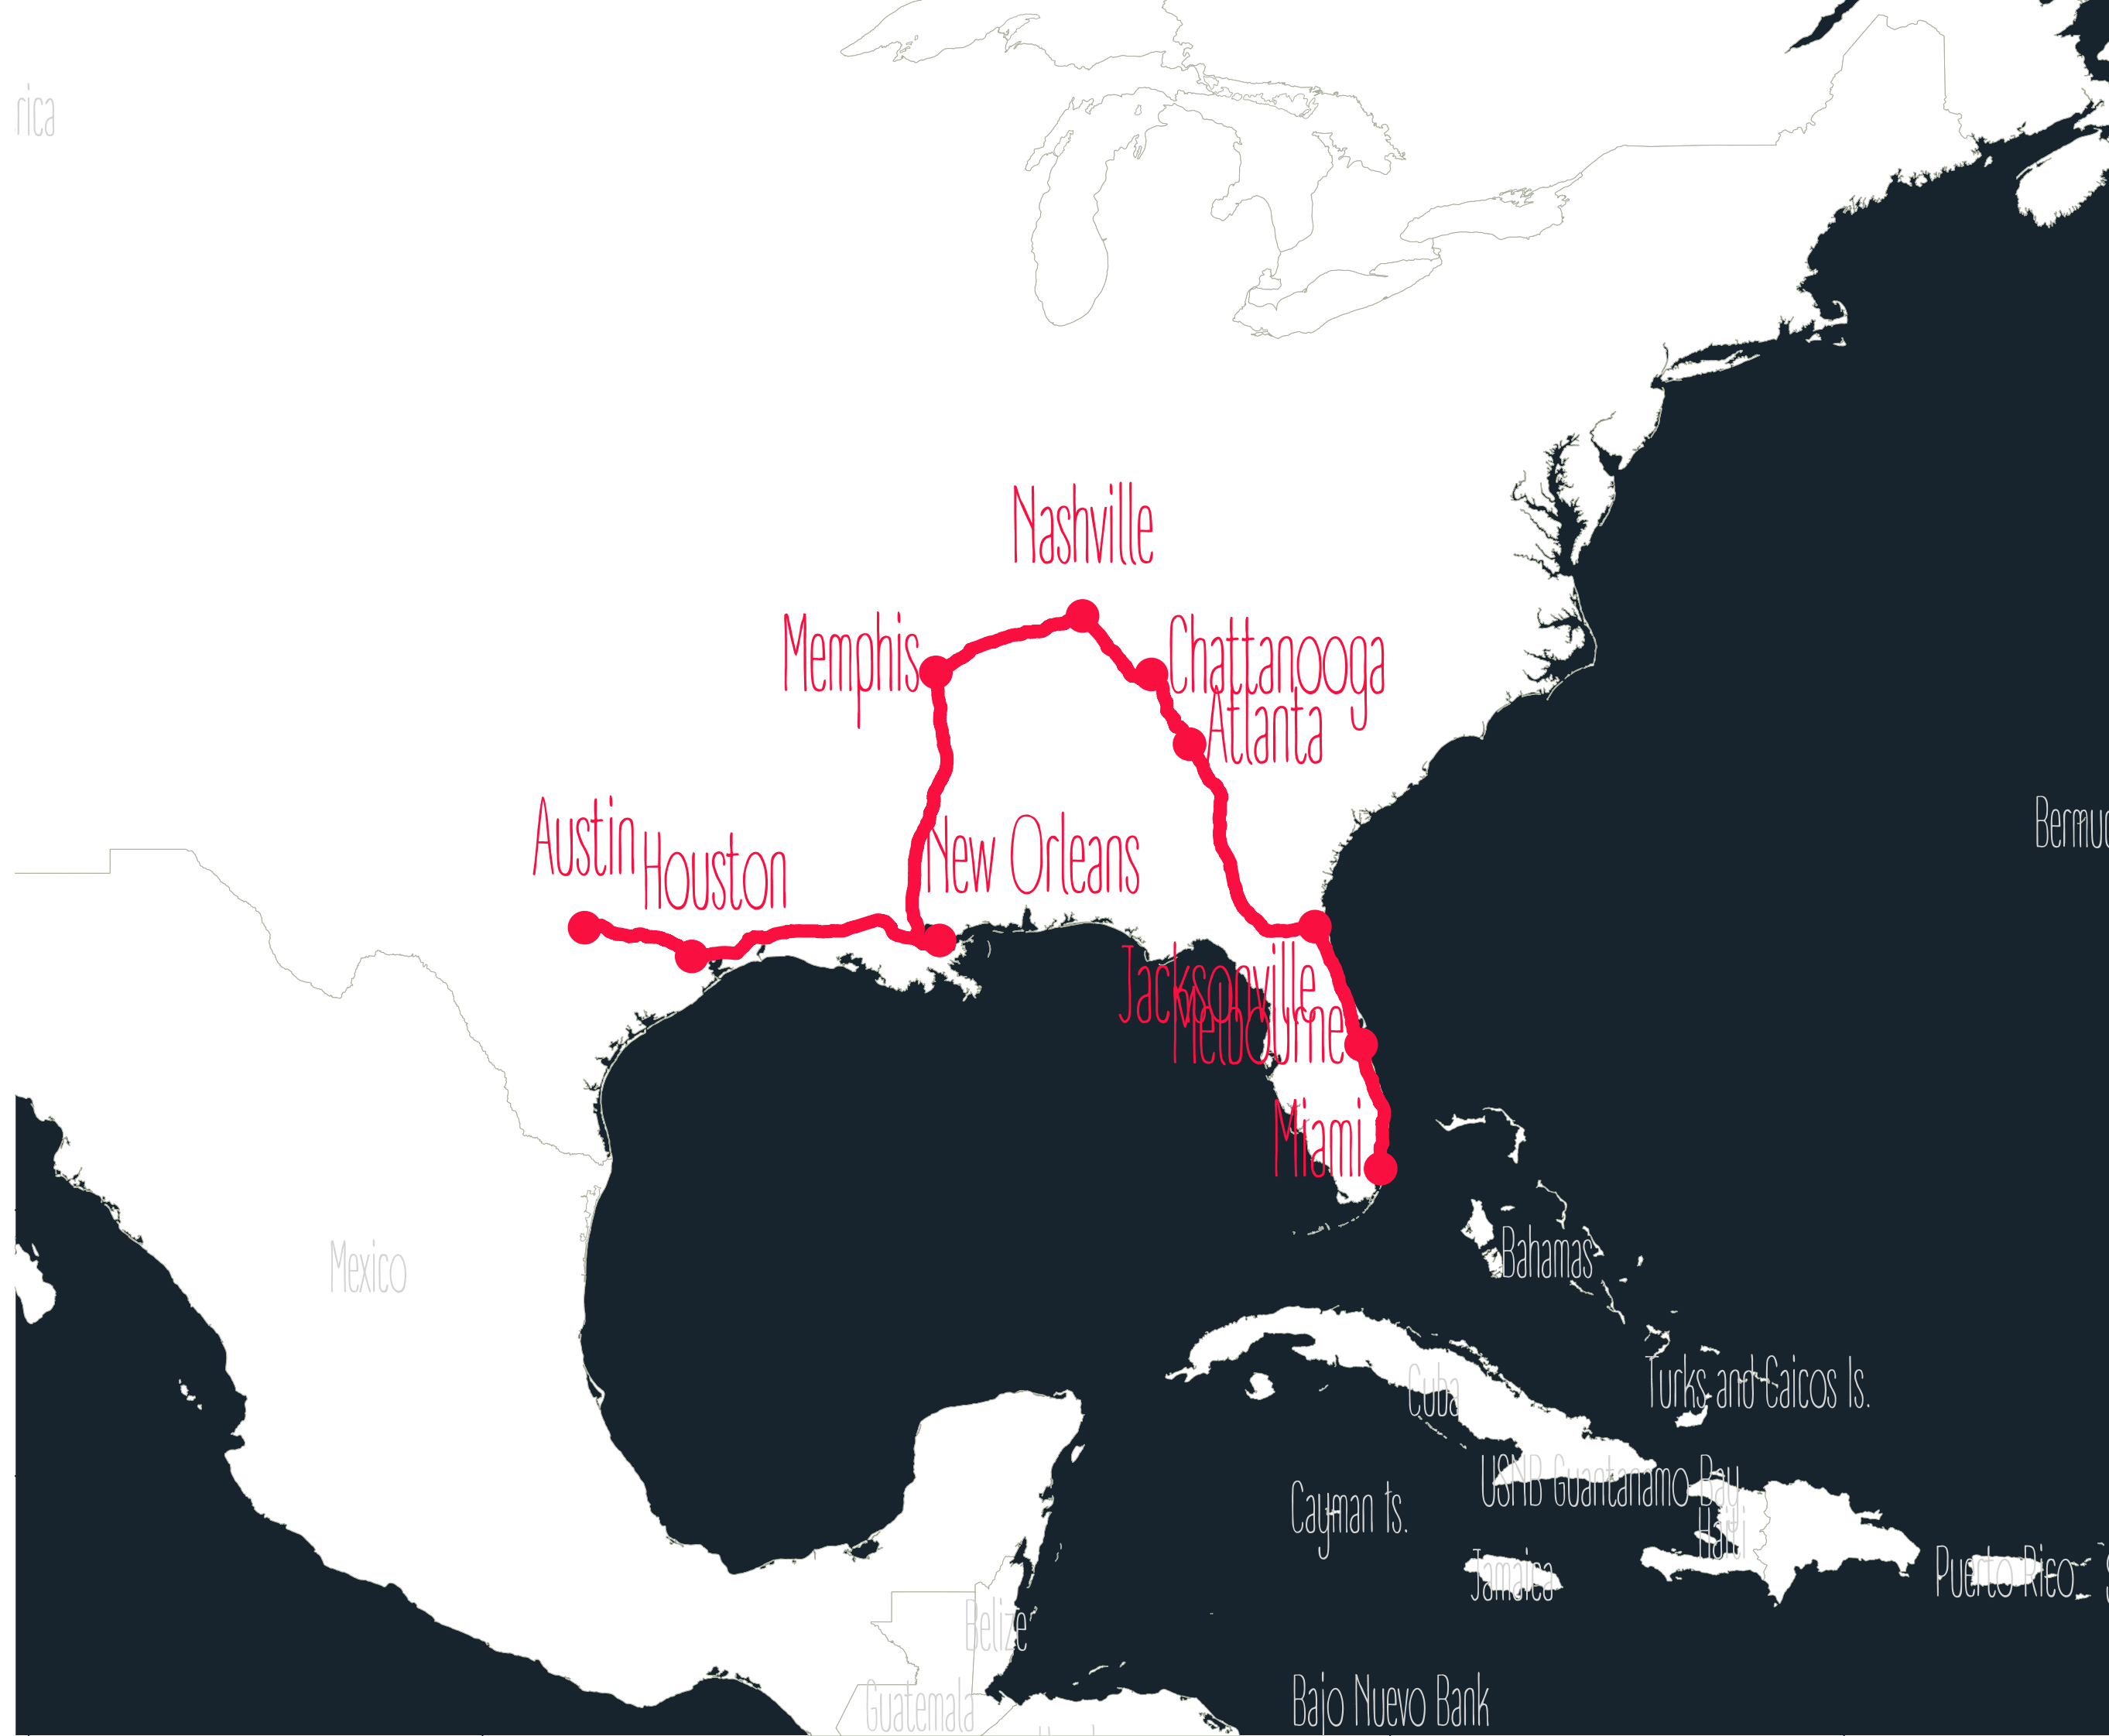 rica
Nashville
Memphis
Chattanooga
Atlanta
Austin
Houston
New Orleans
Jacksonville
Melbourne
Miami
Mexico
Bahamas
Cuba
Turks and Caicos Is.
USNB Guantanamo Bay
Cayman Is.
Haiti
Jamaica
Puerto Rico
Belize
Guatemala
Bajo Nuevo Bank